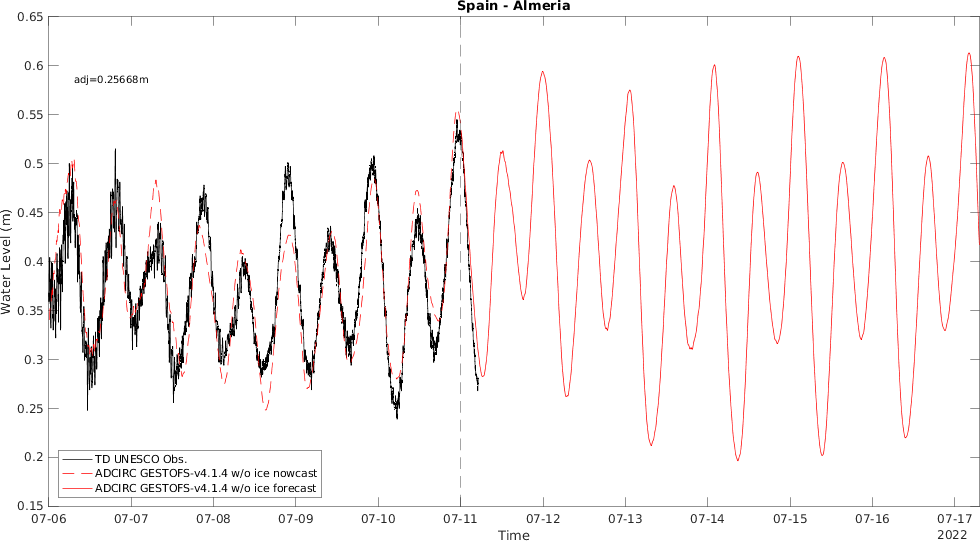 Spain - Almeria
0.65
0.6
0.55
0.5
0.45
0.4
0.35
0.3
0.25
0.2
0.15
Water Level (m)
adj=0.25668m
TD UNESCO Obs.
ADCIRC GESTOFS-v4.1.4 w/o ice nowcast
ADCIRC GESTOFS-v4.1.4 w/o ice forecast
07-06 07-07 07-08 07-09 07-10 07-11 07-12 07-13 07-14 07-15 07-16 07-17
Time
2022